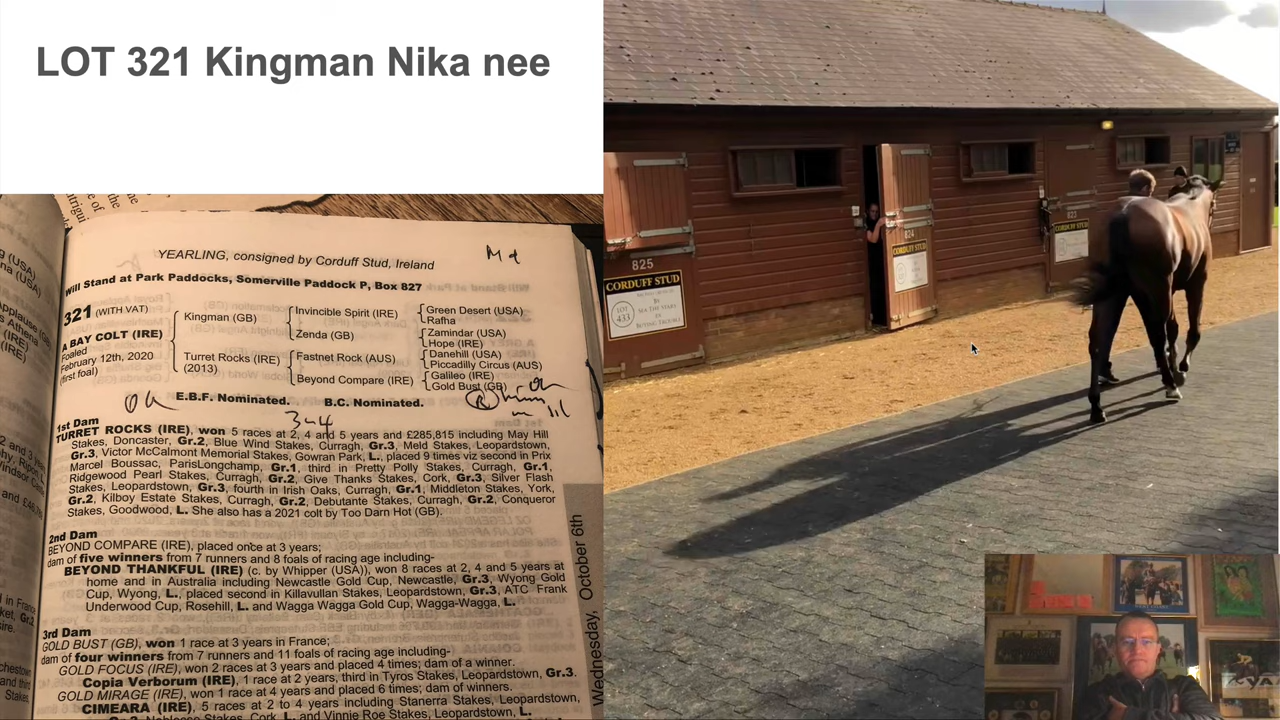 LOT 321 Kingman Nika nee
YEARLING, consigned by Corduff Stud, Ireland
Will Stand at Park Paddocks, Somerville Paddock P, Box 827
321 (WITH VAT)
A BAY COLT (IRE)
Foaled
February 12th, 2020
(first foal)
Kingman (GB)
Turret Rocks (IRE)
(2013)
Invincible Spirit (IRE)
Zenda (GB)
Fastnet Rock (AUS)
Beyond Compare (IRE)
Green Desert (USA)
Rafha
Zamindar (USA)
Hope (IRE)
Danehill (USA)
Piccadilly Circus (AUS)
Galileo (IRE)
Gold Bust (GB)
E.B.F. Nominated. B.C. Nominated.
1st Dam
TURRET ROCKS (IRE), won 5 races at 2, 4 and 5 years and £285,815 including May Hill
Stakes, Doncaster, Gr.2, Blue Wind Stakes, Curragh, Gr.3, Meld Stakes, Leopardstown,
Gr.3, Victor McCalmont Memorial Stakes, Gowran Park, L., placed 9 times viz second in Prix
Marcel Boussac, ParisLongchamp, Gr.1, third in Pretty Polly Stakes, Curragh, Gr.1,
Ridgewood Pearl Stakes, Curragh, Gr.2, Give Thanks Stakes, Cork, Gr.3, Silver Flash
Stakes, Leopardstown, Gr.3, fourth in Irish Oaks, Curragh, Gr.1, Middleton Stakes, York,
Gr.2, Kilboy Estate Stakes, Curragh, Gr.2, Debutante Stakes, Curragh, Gr.2, Conqueror
Stakes, Goodwood, L. She also has a 2021 colt by Too Darn Hot (GB).
2nd Dam
BEYOND COMPARE (IRE), placed once at 3 years;
dam of five winners from 7 runners and 8 foals of racing age including-
BEYOND THANKFUL (IRE) (c. by Whipper (USA)), won 8 races at 2, 4 and 5 years at
home and in Australia including Newcastle Gold Cup, Newcastle, Gr.3, Wyong Gold
Cup, Wyong, L., placed second in Killavullan Stakes, Leopardstown, Gr.3, ATC Frank
Underwood Cup, Rosehill, L. and Wagga Wagga Gold Cup, Wagga-Wagga, L.
3rd Dam
GOLD BUST (GB), won 1 race at 3 years in France;
dam of four winners from 7 runners and 11 foals of racing age including-
GOLD FOCUS (IRE), won 2 races at 3 years and placed 4 times; dam of a winner.
Copia Verborum (IRE), 1 race at 2 years, third in Tyros Stakes, Leopardstown, Gr.3.
GOLD MIRAGE (IRE), won 1 race at 4 years and placed 6 times; dam of winners.
CIMEARA (IRE), 5 races at 2 to 4 years including Stanerra Stakes, Leopardstown,
Gr.3, Noblesse Stakes, Cork, L. and Vinnie Roe Stakes, Leopardstown, L.
Wednesday, October 6th
825
CORDUFF STUD
LOT
433
824
CORDUFF STUD
823
CORDUFF STUD